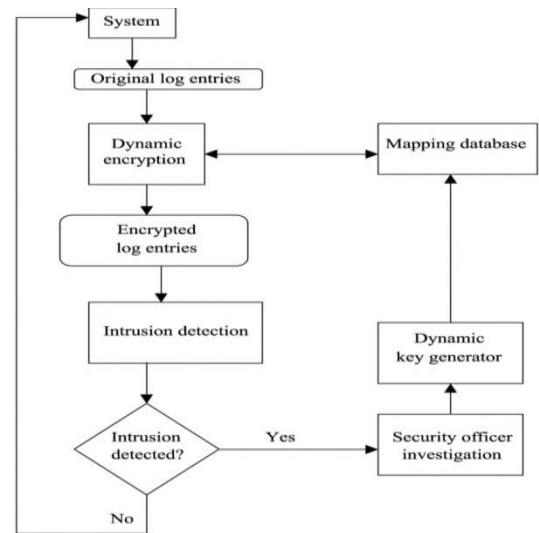 System
Original log entries
Dynamic
encryption
Mapping database
Encrypted
log entries
Intrusion detection
Dynamic
key generator
Intrusion
detected?
Yes
Security officer
investigation
No